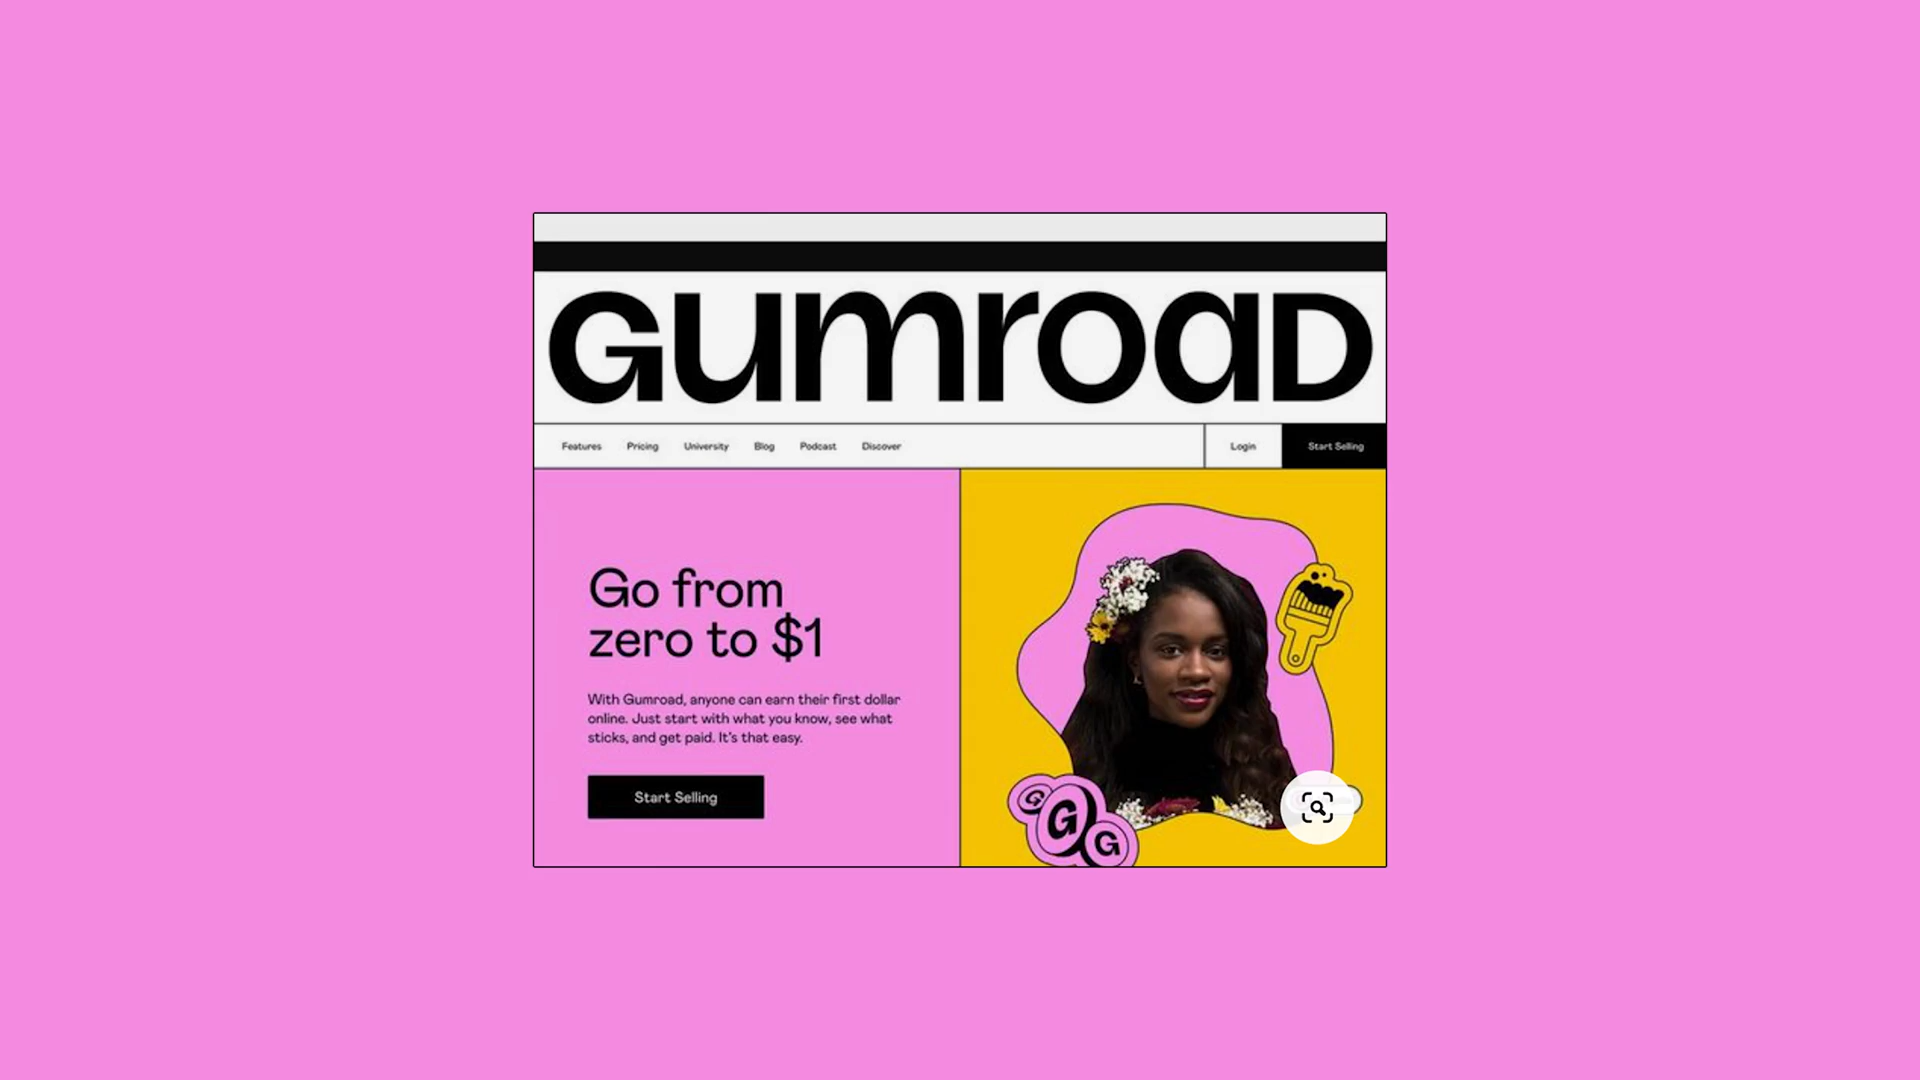 Gumroad
Features Pricing University Blog Podcast Discover Login Start Selling
Go from
zero to $1
With Gumroad, anyone can earn their first dollar
online. Just start with what you know, see what
sticks, and get paid. It's that easy.
Start Selling
G G G